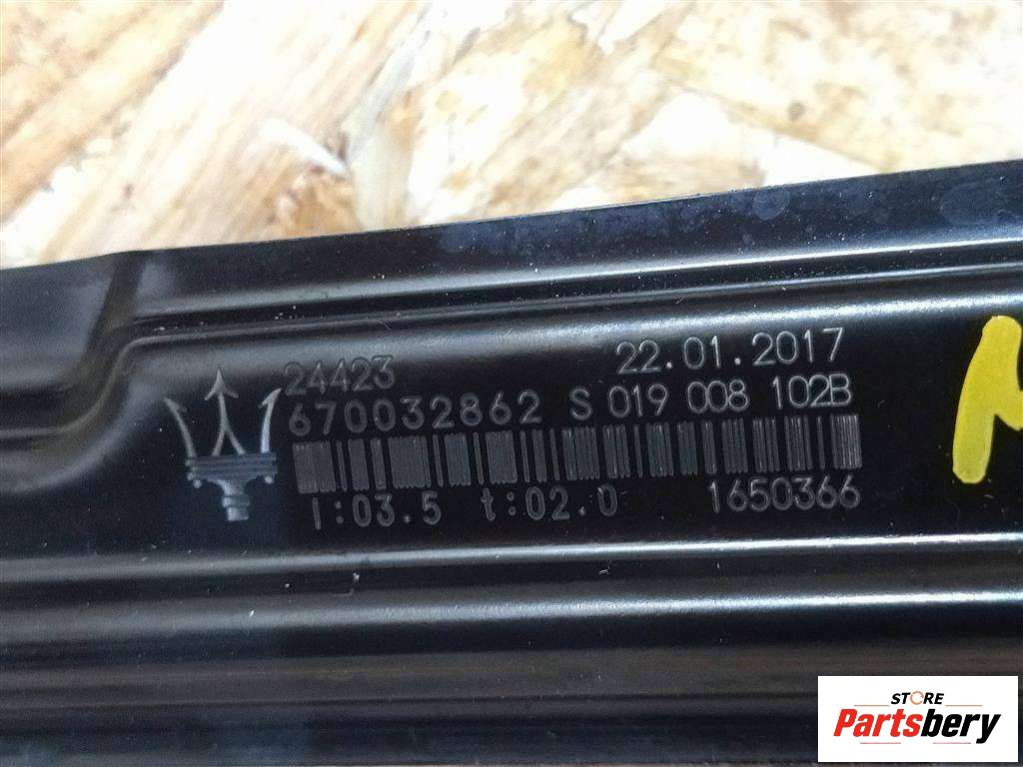 24423 22.01.2017
670032862 S 019 008 102B
l:03.5 t:02.0 1650366
STORE
Partsbery